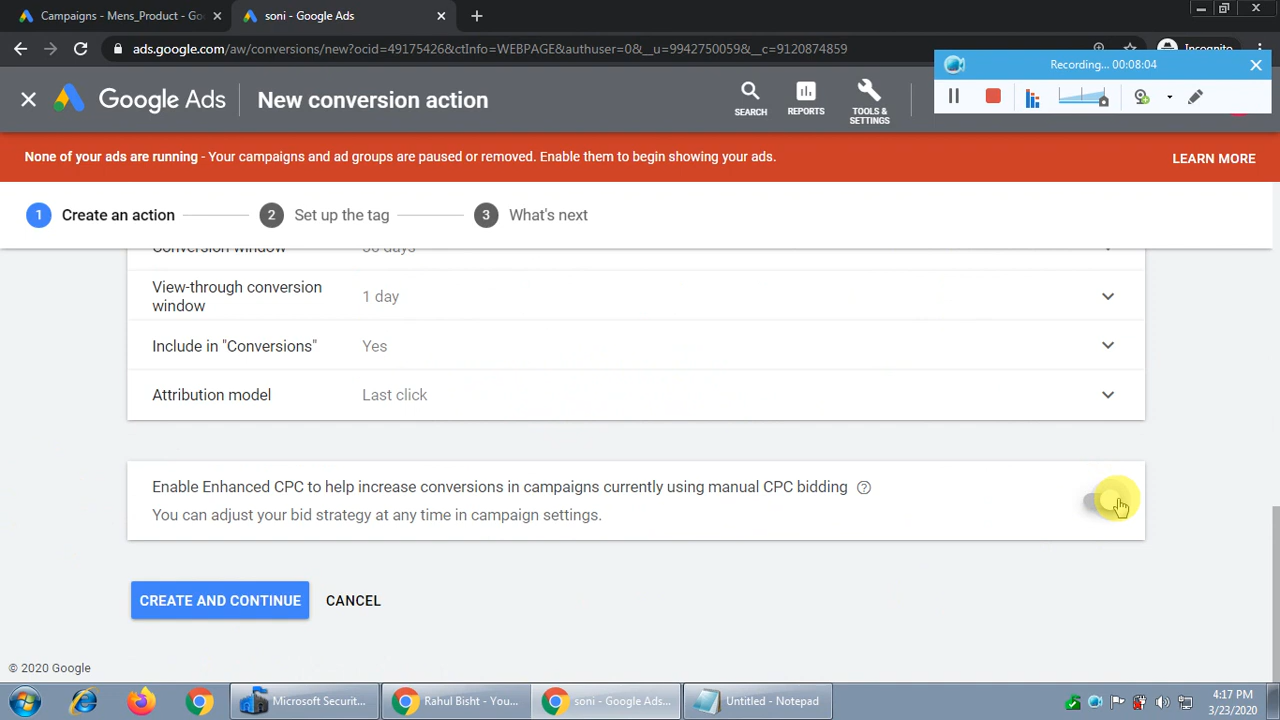 Campaigns - Mens_Product - Go
soni - Google Ads
ads.google.com/aw/conversions/new?ocid=49175426&ctInfo=WEBPAGE&authuser=0&__u=9942750059&__c=9120874859
Incognito
Recording... 00:08:04
Google Ads
New conversion action
SEARCH
REPORTS
TOOLS &
SETTINGS
None of your ads are running - Your campaigns and ad groups are paused or removed. Enable them to begin showing your ads.
LEARN MORE
1 Create an action
2 Set up the tag
3 What's next
Conversion window
days
View-through conversion
window
1 day
Include in "Conversions"
Yes
Attribution model
Last click
Enable Enhanced CPC to help increase conversions in campaigns currently using manual CPC bidding
You can adjust your bid strategy at any time in campaign settings.
CREATE AND CONTINUE
CANCEL
© 2020 Google
Microsoft Securit...
Rahul Bisht - You...
soni - Google Ads...
Untitled - Notepad
4:17 PM
3/23/2020